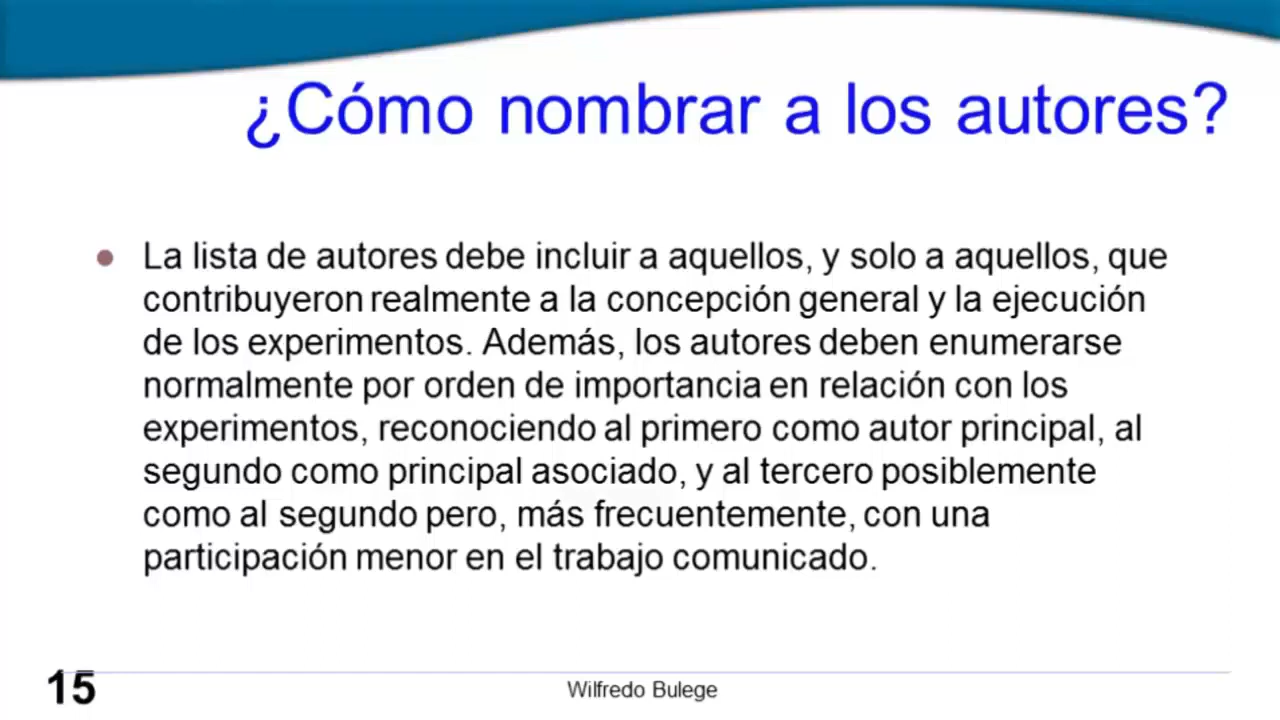 ¿Cómo nombrar a los autores?
La lista de autores debe incluir a aquellos, y solo a aquellos, que
contribuyeron realmente a la concepción general y la ejecución
de los experimentos. Además, los autores deben enumerarse
normalmente por orden de importancia en relación con los
experimentos, reconociendo al primero como autor principal, al
segundo como principal asociado, y al tercero posiblemente
como al segundo pero, más frecuentemente, con una
participación menor en el trabajo comunicado.
15
Wilfredo Bulege